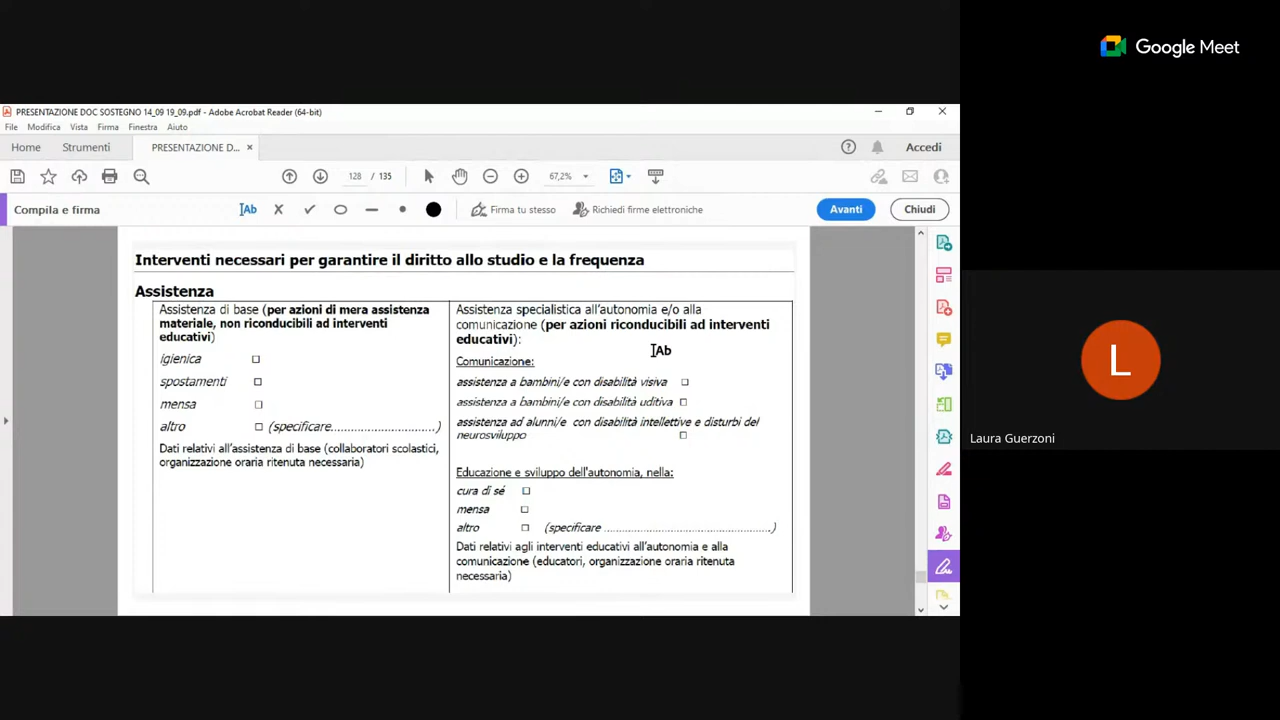 Google Meet
PRESENTAZIONE DOC SOSTEGNO 14_09 19_09.pdf - Adobe Acrobat Reader (64-bit)
File Modifica Vista Firma Finestra Aiuto
Home Strumenti PRESENTAZIONE D... × Accedi
128 / 135 67,2%
Compila e firma Ab Firma tu stesso Richiedi firme elettroniche Avanti Chiudi
Interventi necessari per garantire il diritto allo studio e la frequenza
Assistenza
Assistenza di base (per azioni di mera assistenza
materiale, non riconducibili ad interventi
educativi)
igienica ☐
spostamenti ☐
mensa ☐
altro ☐ (specificare..........................)
Dati relativi all'assistenza di base (collaboratori scolastici,
organizzazione oraria ritenuta necessaria)
Assistenza specialistica all'autonomia e/o alla
comunicazione (per azioni riconducibili ad interventi
educativi):
Ab
Comunicazione:
assistenza a bambini/e con disabilità visiva ☐
assistenza a bambini/e con disabilità uditiva ☐
assistenza ad alunni/e con disabilità intellettive e disturbi del
neurosviluppo ☐
Educazione e sviluppo dell'autonomia, nella:
cura di sé ☐
mensa ☐
altro ☐ (specificare ..........................................)
Dati relativi agli interventi educativi all'autonomia e alla
comunicazione (educatori, organizzazione oraria ritenuta
necessaria)
L
Laura Guerzoni